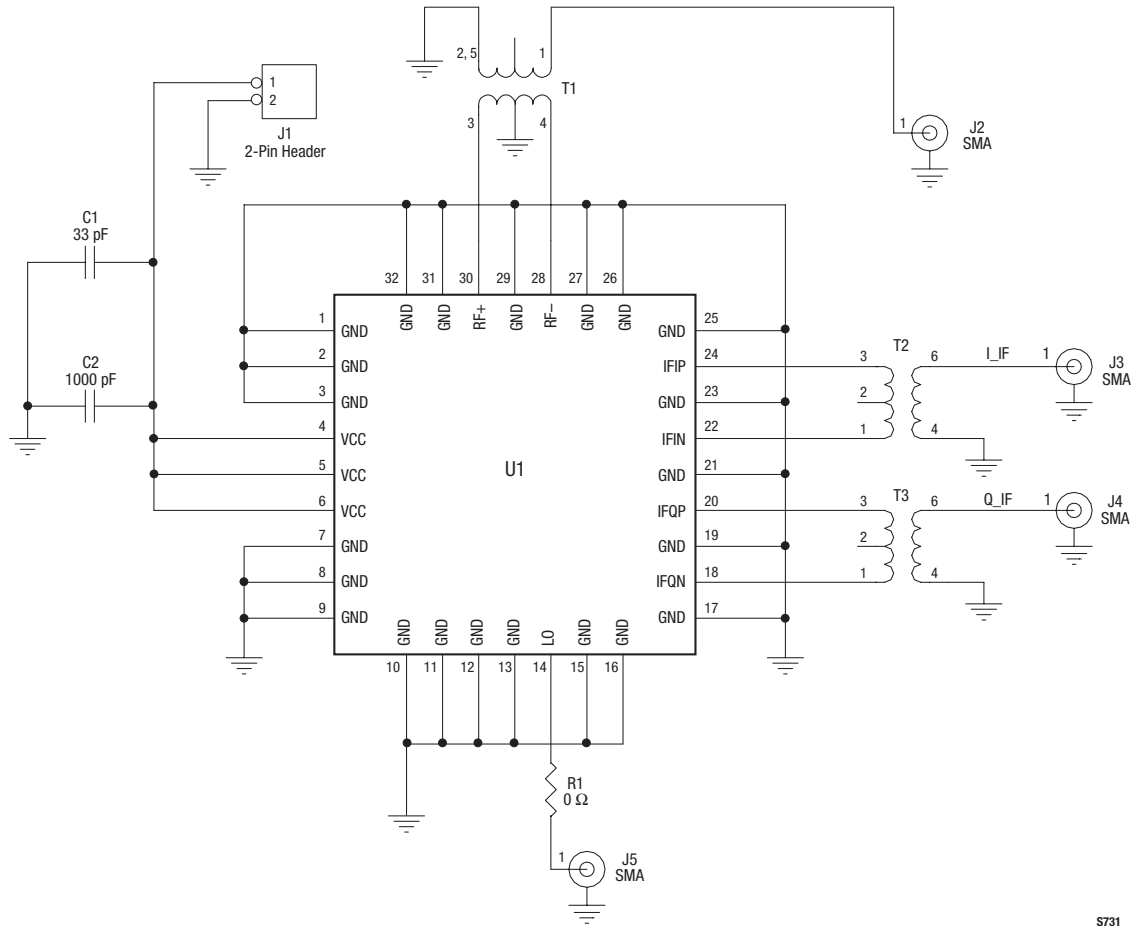 2, 5
1
T1
3
4
1
2
J1
2-Pin Header
1
J2
SMA
C1
33 pF
C2
1000 pF
32
31
30
29
28
27
26
GND
GND
RF+
GND
RF–
GND
GND
1
GND
2
GND
3
GND
4
VCC
5
VCC
6
VCC
7
GND
8
GND
9
GND
U1
25
GND
24
IFIP
23
GND
22
IFIN
21
GND
20
IFQP
19
GND
18
IFQN
17
GND
GND
GND
GND
GND
LO
GND
GND
10
11
12
13
14
15
16
T2
3
2
1
6
4
I_IF
1
J3
SMA
T3
3
2
1
6
4
Q_IF
1
J4
SMA
R1
0 Ω
1
J5
SMA
S731